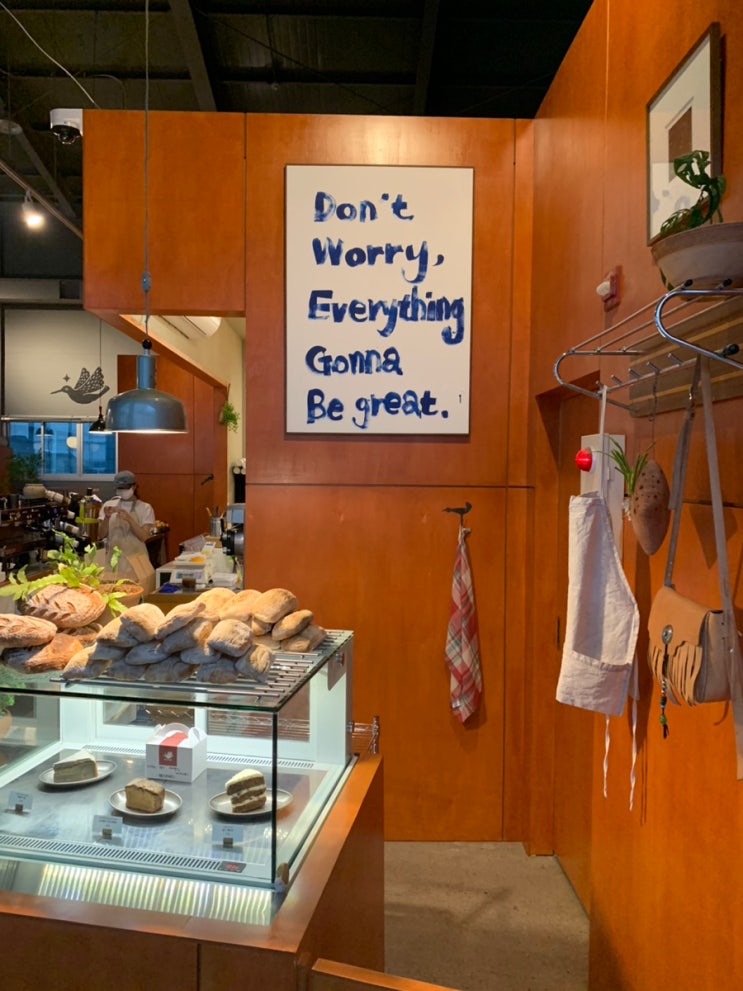 Don't
Worry,
Everything
Gonna
Be great.